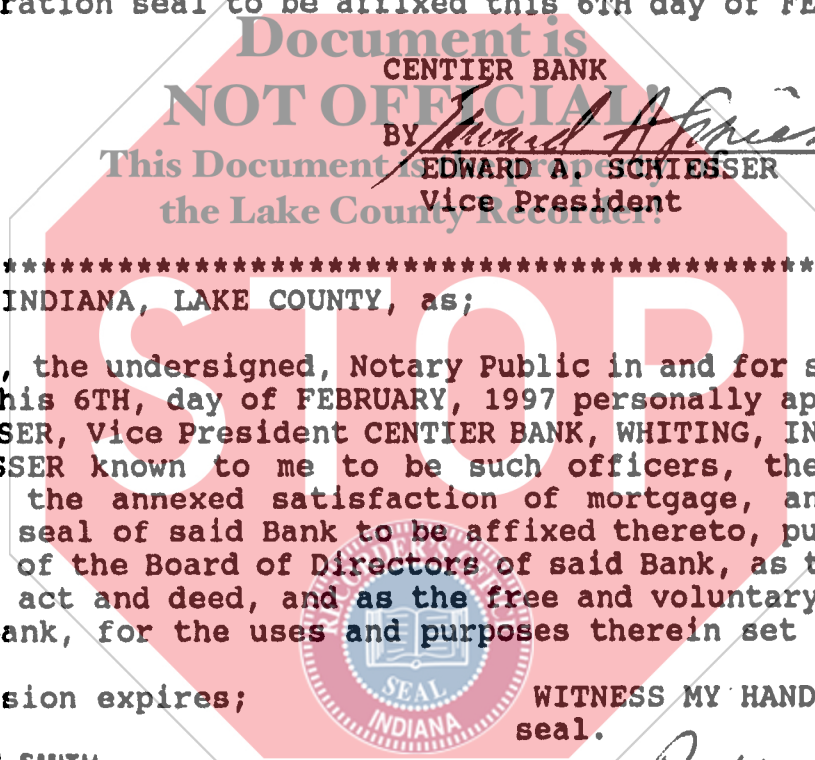 ration seal to be affixed this 6TH day of FE
Document is
CENTIER BANK
NOT OFFICIAL!
BY Edward A Schies
This Document is the property of
EDWARD A. SCHIESSER
the Lake County Recorder!
Vice President
*******************************************
INDIANA, LAKE COUNTY, as;
STOP
, the undersigned, Notary Public in and for s
his 6TH, day of FEBRUARY, 1997 personally ap
SER, Vice President CENTIER BANK, WHITING, IN
SSER known to me to be such officers, the
the annexed satisfaction of mortgage, an
seal of said Bank to be affixed thereto, pu
of the Board of Directors of said Bank, as t
act and deed, and as the free and voluntary
ank, for the uses and purposes therein set
RECORDER'S
SEAL
INDIANA
sion expires;
WITNESS MY HAND
seal.
SMITH